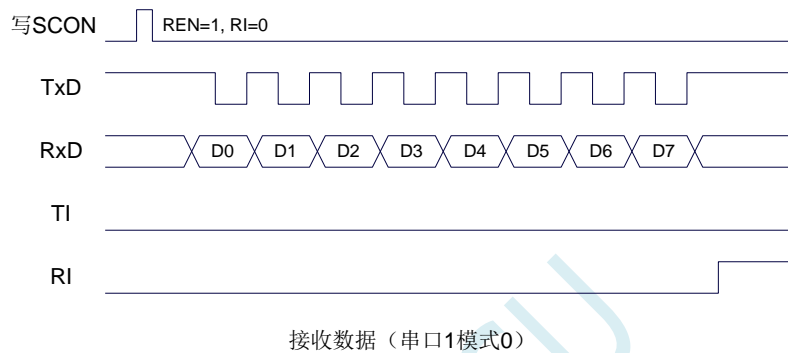 写SCON REN=1, RI=0
TxD
RxD D0 D1 D2 D3 D4 D5 D6 D7
TI
RI
接收数据（串口1模式0）